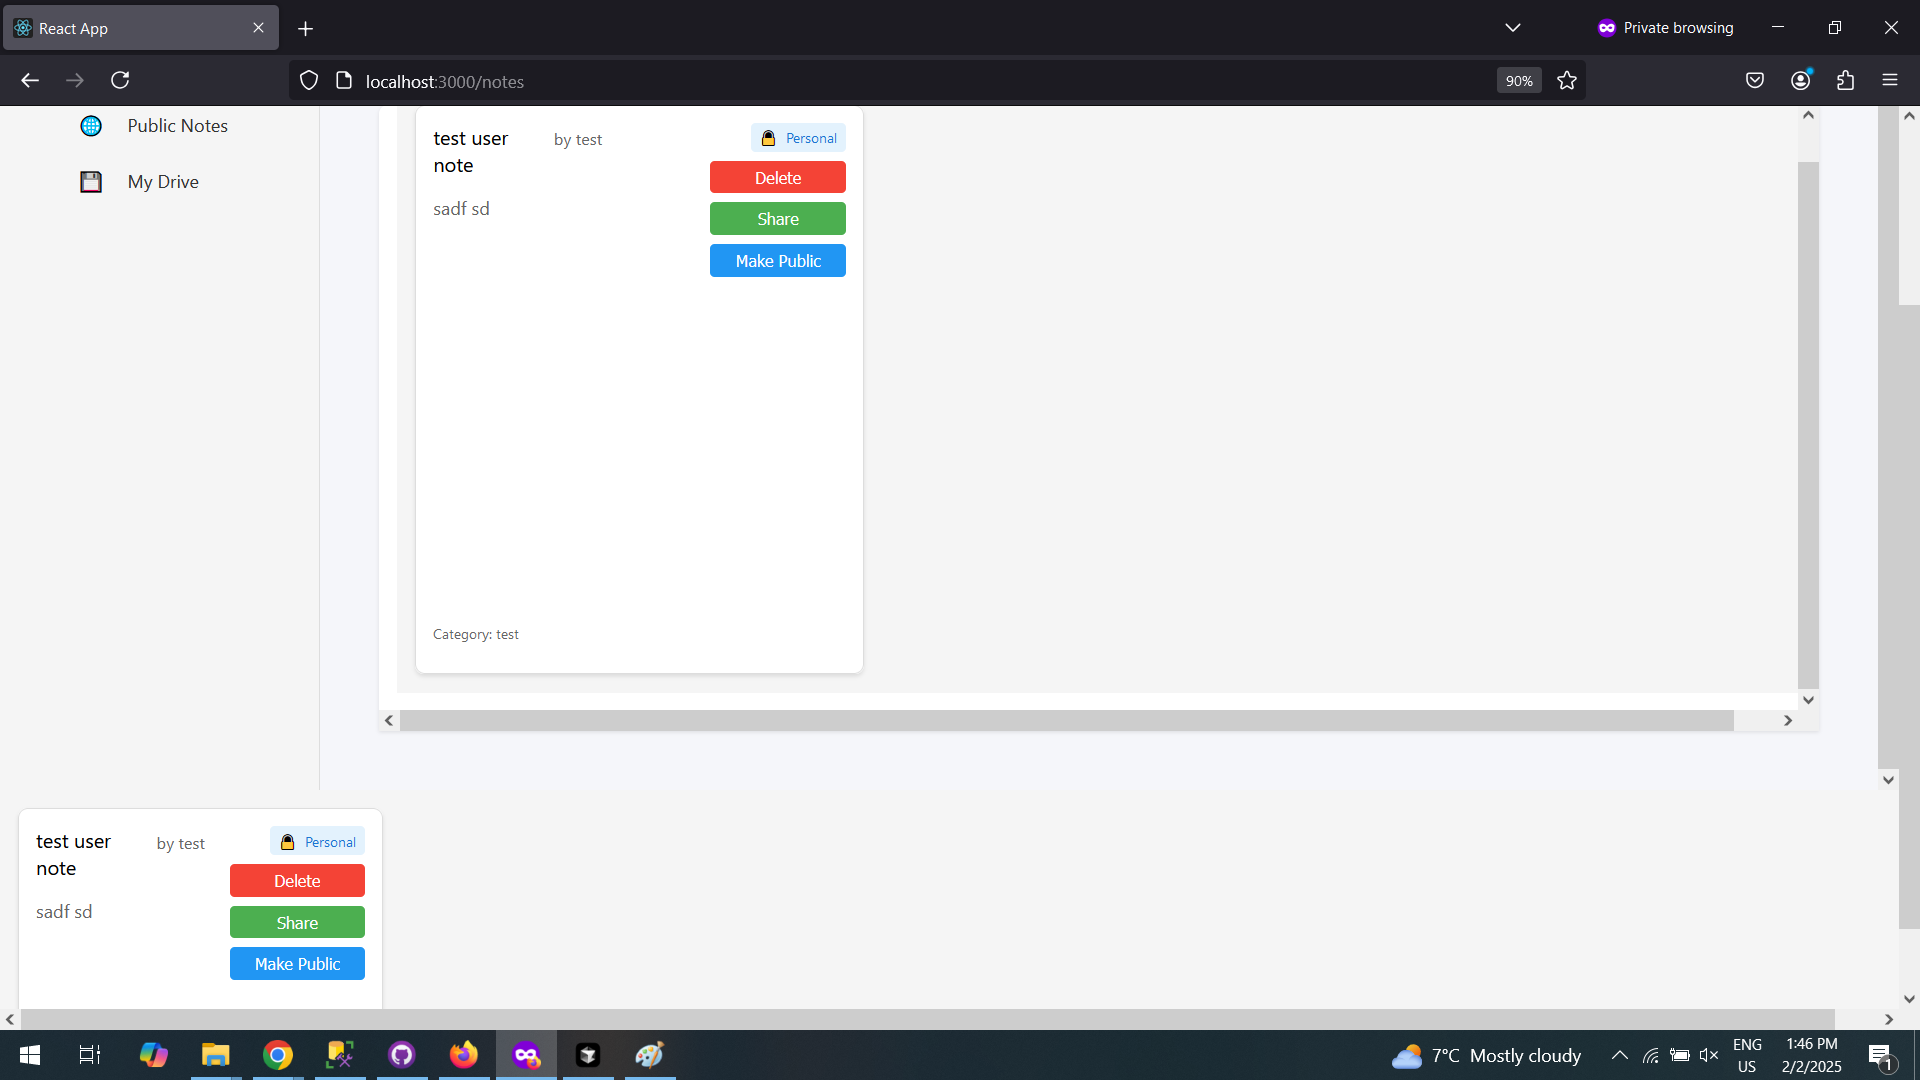 React App
Private browsing
localhost:3000/notes
90%
Public Notes
My Drive
test user
note
by test
Personal
Delete
sadf sd
Share
Make Public
Category: test
test user
note
by test
Personal
Delete
sadf sd
Share
Make Public
7°C Mostly cloudy
ENG
US
1:46 PM
2/2/2025
1